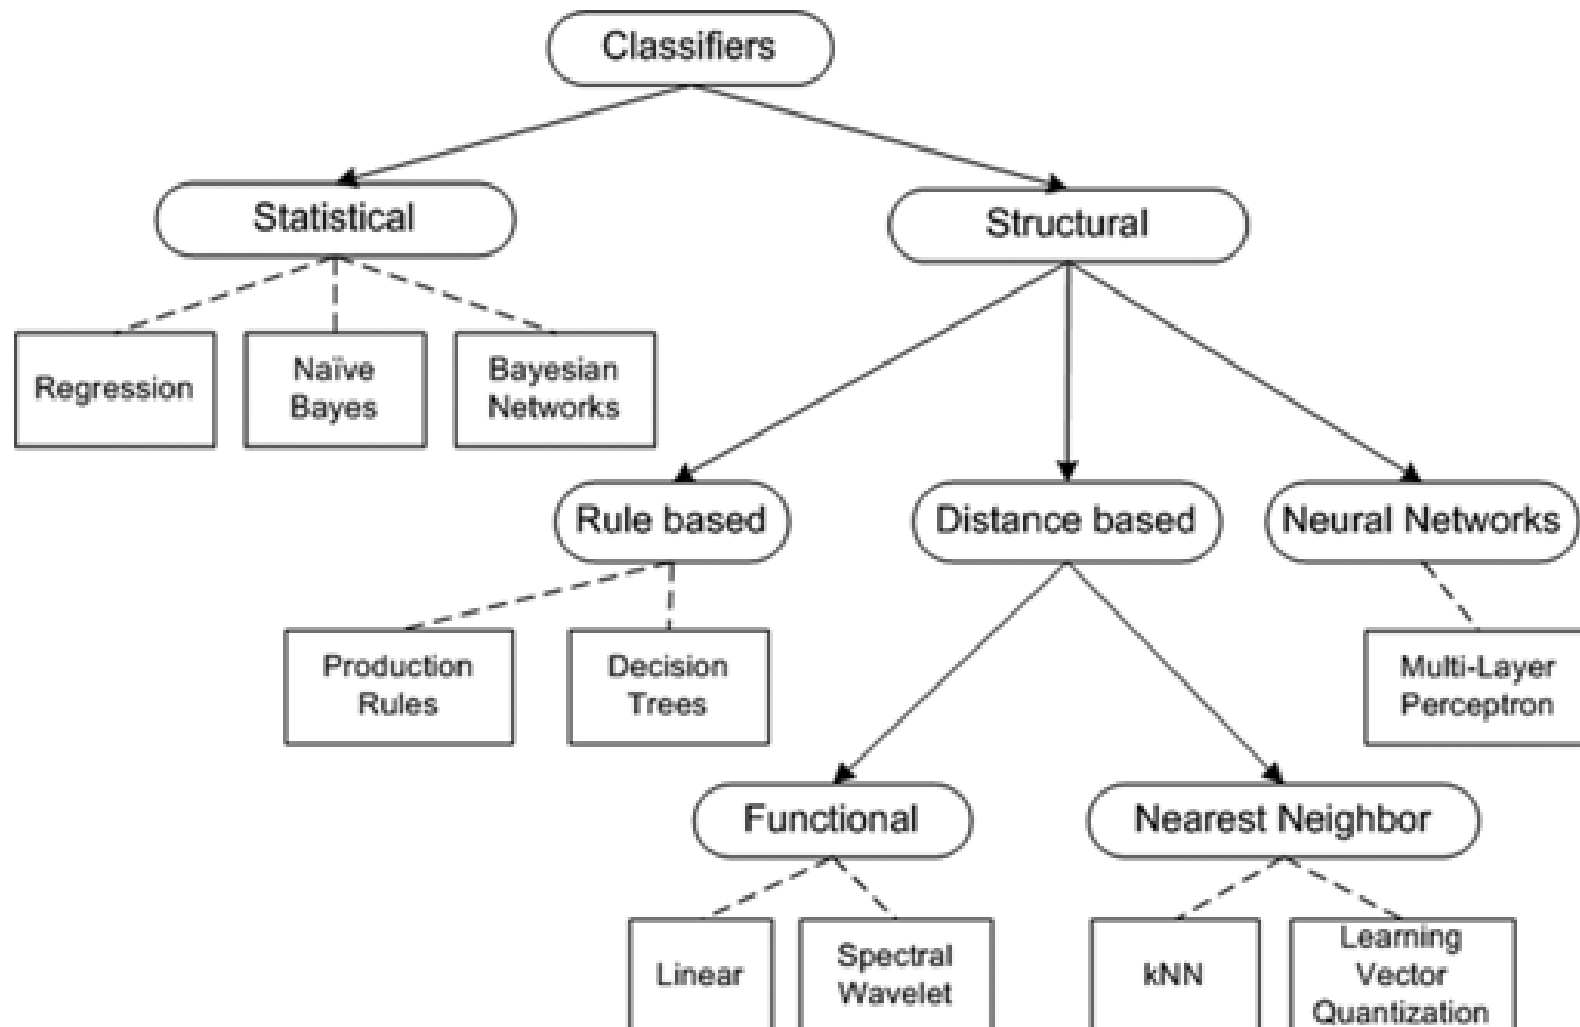 Classifiers
Statistical
Structural
Regression
Naïve
Bayes
Bayesian
Networks
Rule based
Distance based
Neural Networks
Production
Rules
Decision
Trees
Multi-Layer
Perceptron
Functional
Nearest Neighbor
Linear
Spectral
Wavelet
kNN
Learning
Vector
Quantization